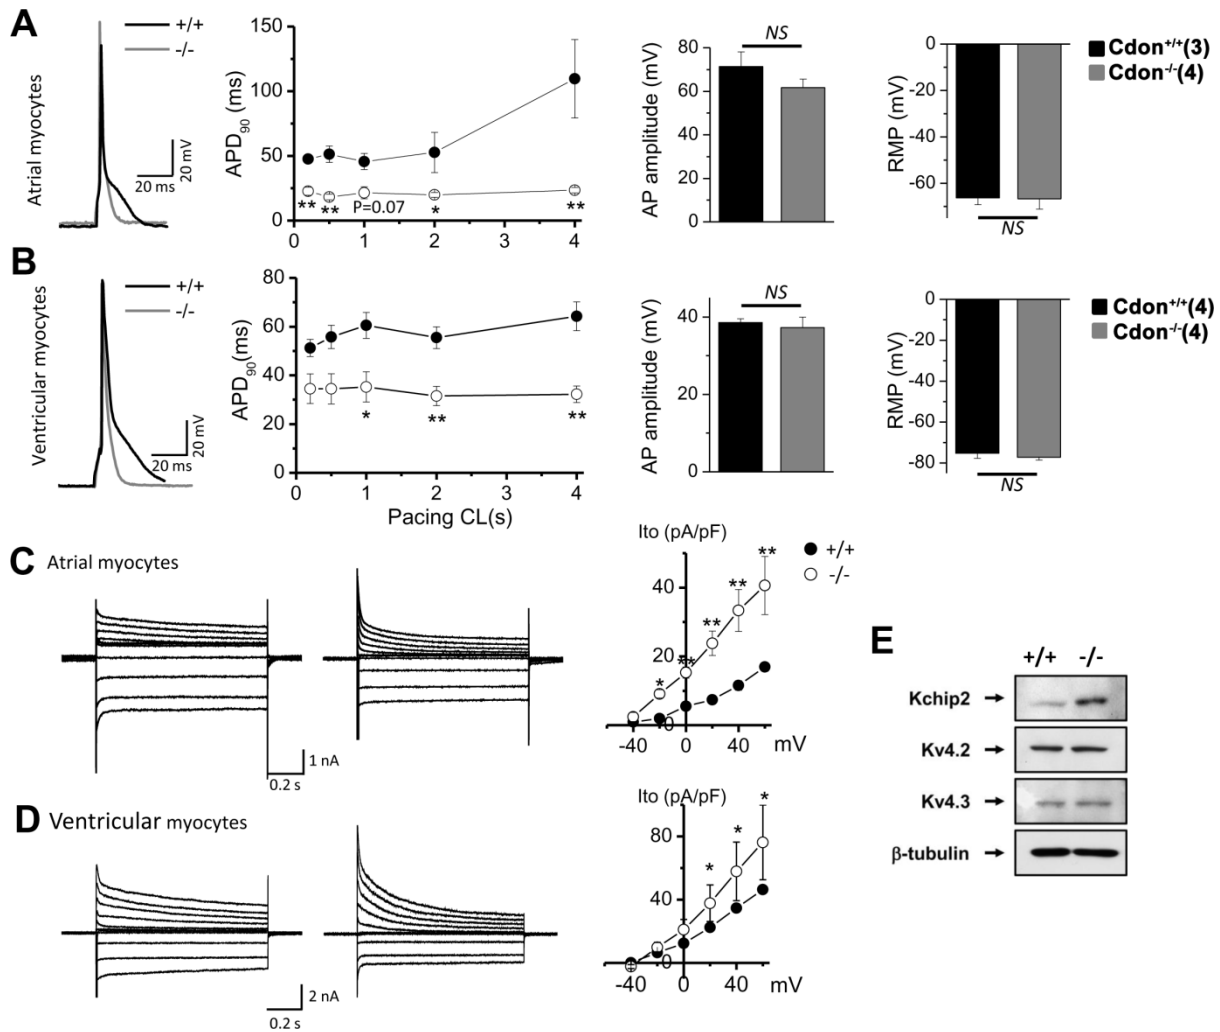 A
Atrial myocytes
+/+
-/-
20 mV
20 ms
APD90 (ms)
150
100
50
0
** ** P=0.07 * **
0 1 2 3 4
AP amplitude (mV)
80
60
40
20
0
NS
RMP (mV)
0
-20
-40
-60
NS
Cdon+/+(3)
Cdon-/-(4)
B
Ventricular myocytes
+/+
-/-
20 mV
20 ms
APD90(ms)
80
60
40
20
0
* ** **
0 1 2 3 4
Pacing CL(s)
AP amplitude (mV)
40
20
0
NS
RMP (mV)
0
-20
-40
-60
-80
NS
Cdon+/+(4)
Cdon-/-(4)
C Atrial myocytes
1 nA
0.2 s
Ito (pA/pF)
+/+
-/-
40
20
0
* ** ** ** **
-40 0 40 mV
D Ventricular myocytes
2 nA
0.2 s
Ito (pA/pF)
80
40
0
* * *
-40 0 40 mV
E
+/+ -/-
Kchip2
Kv4.2
Kv4.3
β-tubulin